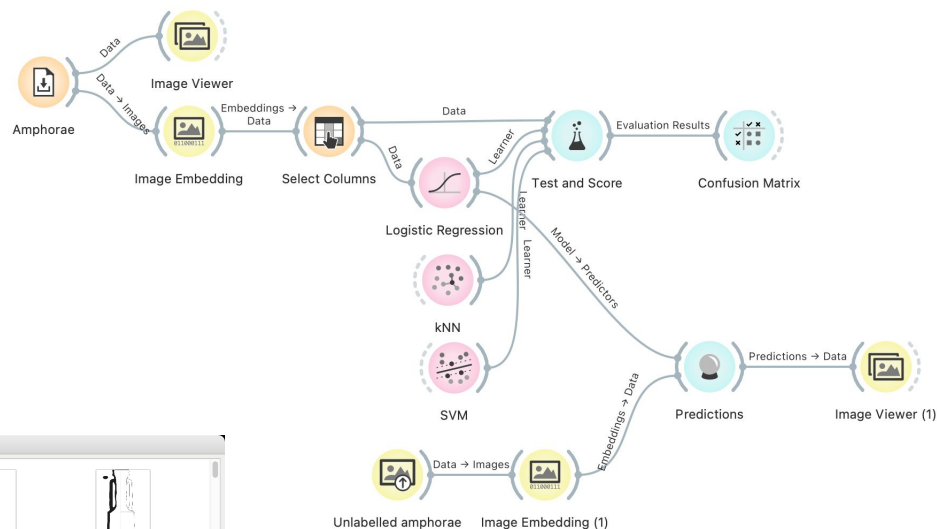 Data
Image Viewer
Amphorae
Data → Images
011000111
Image Embedding
Embeddings →
Data
Select Columns
Data
Data
Logistic Regression
Learner
Learner
Learner
kNN
SVM
Test and Score
Evaluation Results
Confusion Matrix
Model → Predictors
Predictions
Predictions → Data
Image Viewer (1)
Unlabelled amphorae
Data → Images
011000111
Image Embedding (1)
Embeddings → Data